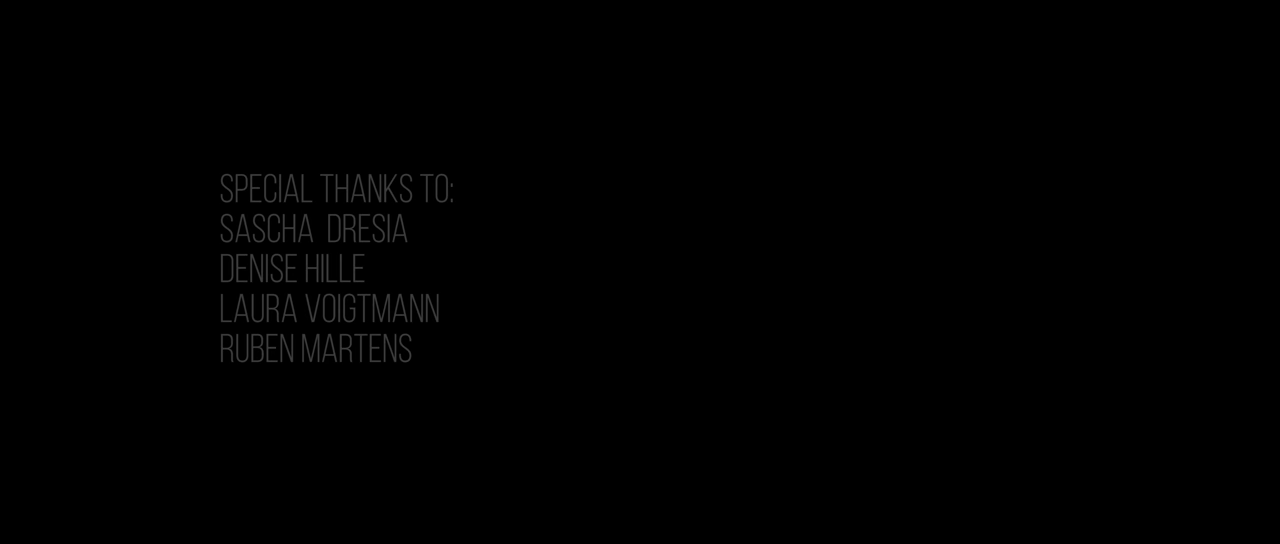 SPECIAL THANKS TO:
SASCHA  DRESIA
DENISE HILLE
LAURA VOIGTMANN
RUBEN MARTENS